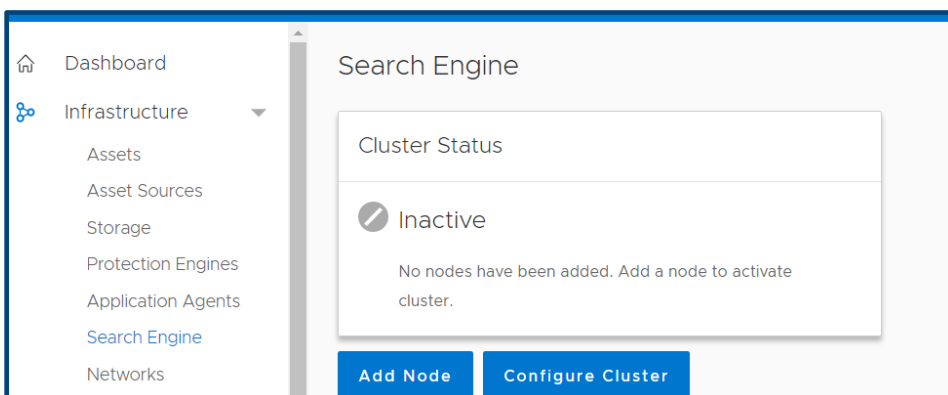 Dashboard
Infrastructure
Assets
Asset Sources
Storage
Protection Engines
Application Agents
Search Engine
Networks
Search Engine
Cluster Status
Inactive
No nodes have been added. Add a node to activate
cluster.
Add Node
Configure Cluster